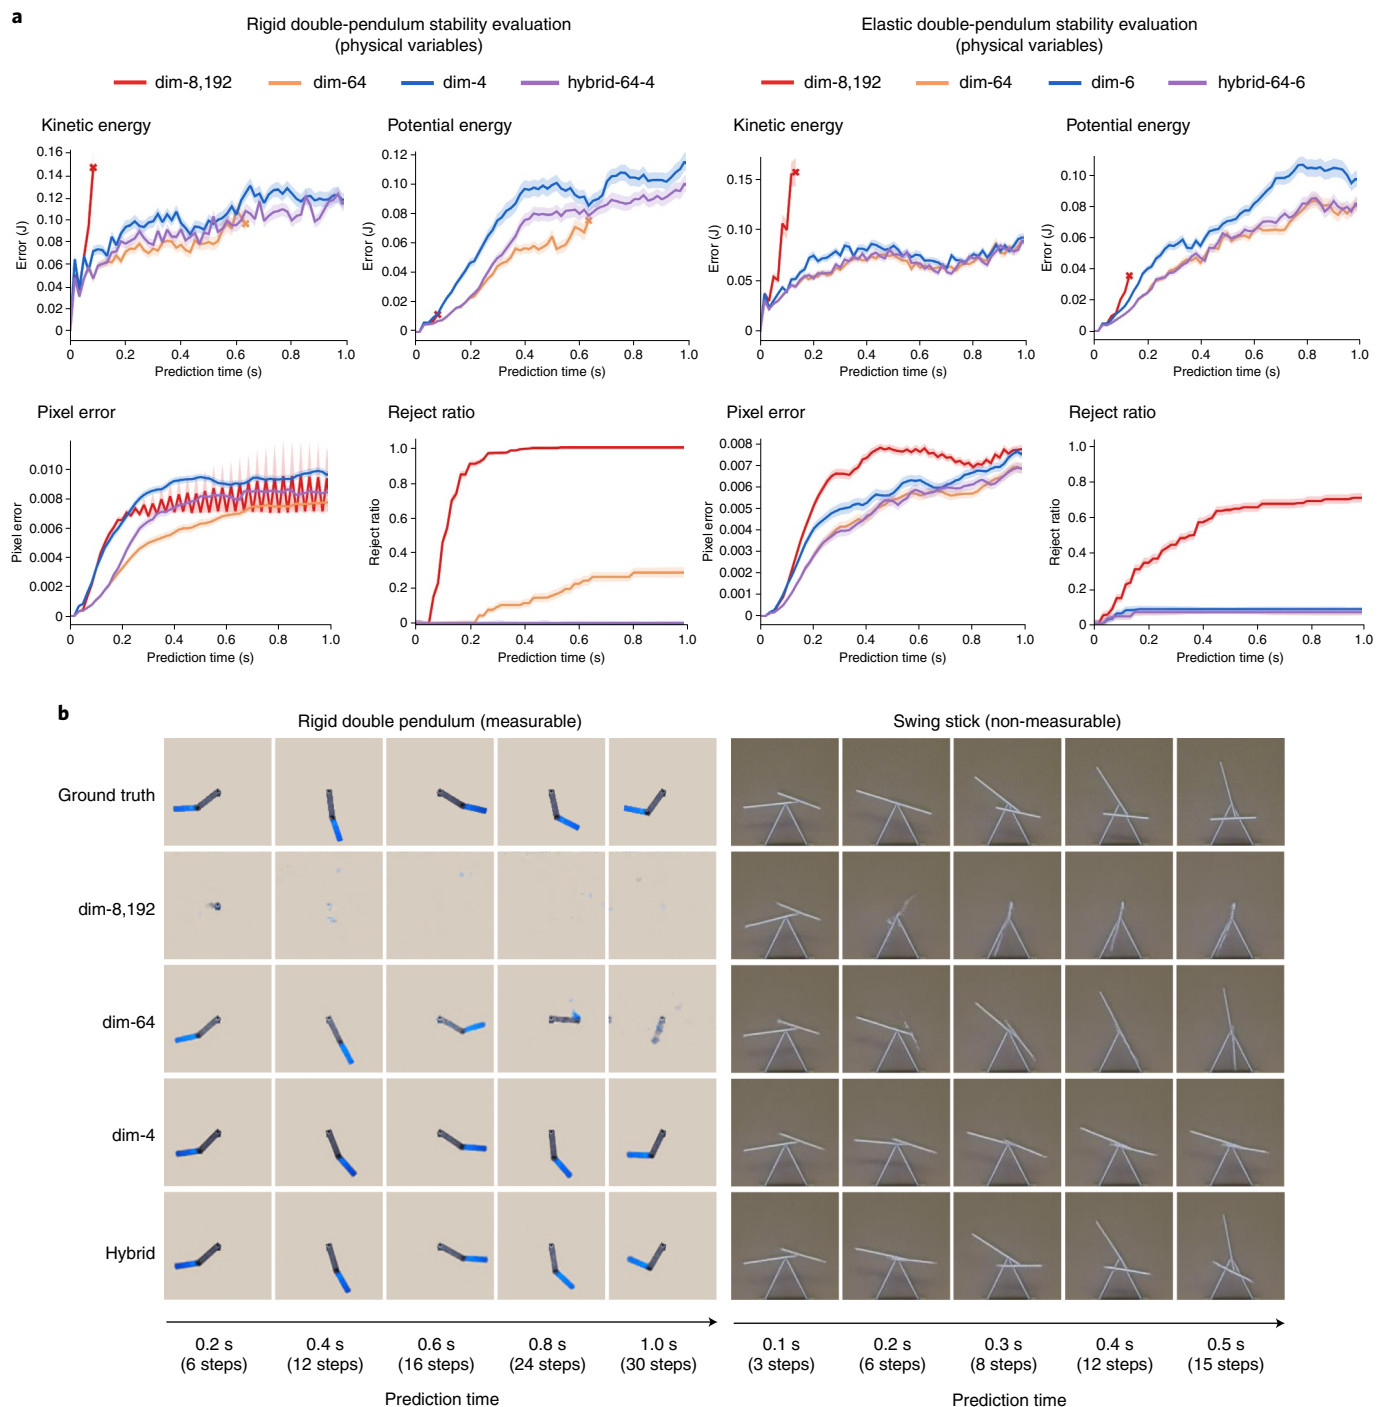 a
Rigid double-pendulum stability evaluation
(physical variables)
dim-8,192 dim-64 dim-4 hybrid-64-4
Kinetic energy
0.16
0.14
0.12
0.10
0.08
0.06
0.04
0.02
0
Error (J)
0 0.2 0.4 0.6 0.8 1.0
Prediction time (s)
Potential energy
0.12
0.10
0.08
0.06
0.04
0.02
0
Error (J)
0 0.2 0.4 0.6 0.8 1.0
Prediction time (s)
Elastic double-pendulum stability evaluation
(physical variables)
dim-8,192 dim-64 dim-6 hybrid-64-6
Kinetic energy
0.15
0.10
0.05
0
Error (J)
0 0.2 0.4 0.6 0.8 1.0
Prediction time (s)
Potential energy
0.10
0.08
0.06
0.04
0.02
0
Error (J)
0 0.2 0.4 0.6 0.8 1.0
Prediction time (s)
Pixel error
0.010
0.008
0.006
0.004
0.002
0
Pixel error
0 0.2 0.4 0.6 0.8 1.0
Prediction time (s)
Reject ratio
1.0
0.8
0.6
0.4
0.2
0
Reject ratio
0 0.2 0.4 0.6 0.8 1.0
Prediction time (s)
Pixel error
0.008
0.007
0.006
0.005
0.004
0.003
0.002
0.001
0
Pixel error
0 0.2 0.4 0.6 0.8 1.0
Prediction time (s)
Reject ratio
1.0
0.8
0.6
0.4
0.2
0
Reject ratio
0 0.2 0.4 0.6 0.8 1.0
Prediction time (s)
b
Rigid double pendulum (measurable)
Swing stick (non-measurable)
Ground truth
dim-8,192
dim-64
dim-4
Hybrid
0.2 s 0.4 s 0.6 s 0.8 s 1.0 s
(6 steps) (12 steps) (16 steps) (24 steps) (30 steps)
Prediction time
0.1 s 0.2 s 0.3 s 0.4 s 0.5 s
(3 steps) (6 steps) (8 steps) (12 steps) (15 steps)
Prediction time